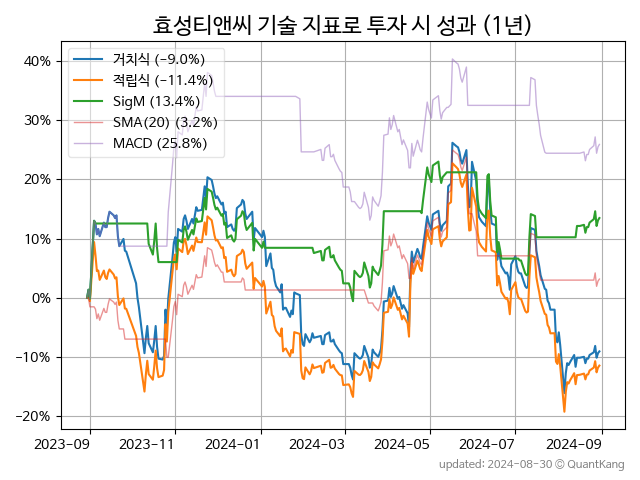 효성티앤씨 기술 지표로 투자 시 성과 (1년)
거치식 (−9.0%)
적립식 (−11.4%)
SigM (13.4%)
SMA(20) (3.2%)
MACD (25.8%)
40%
30%
20%
10%
0%
−10%
−20%
2023-09 2023-11 2024-01 2024-03 2024-05 2024-07 2024-09
updated: 2024-08-30 © QuantKang